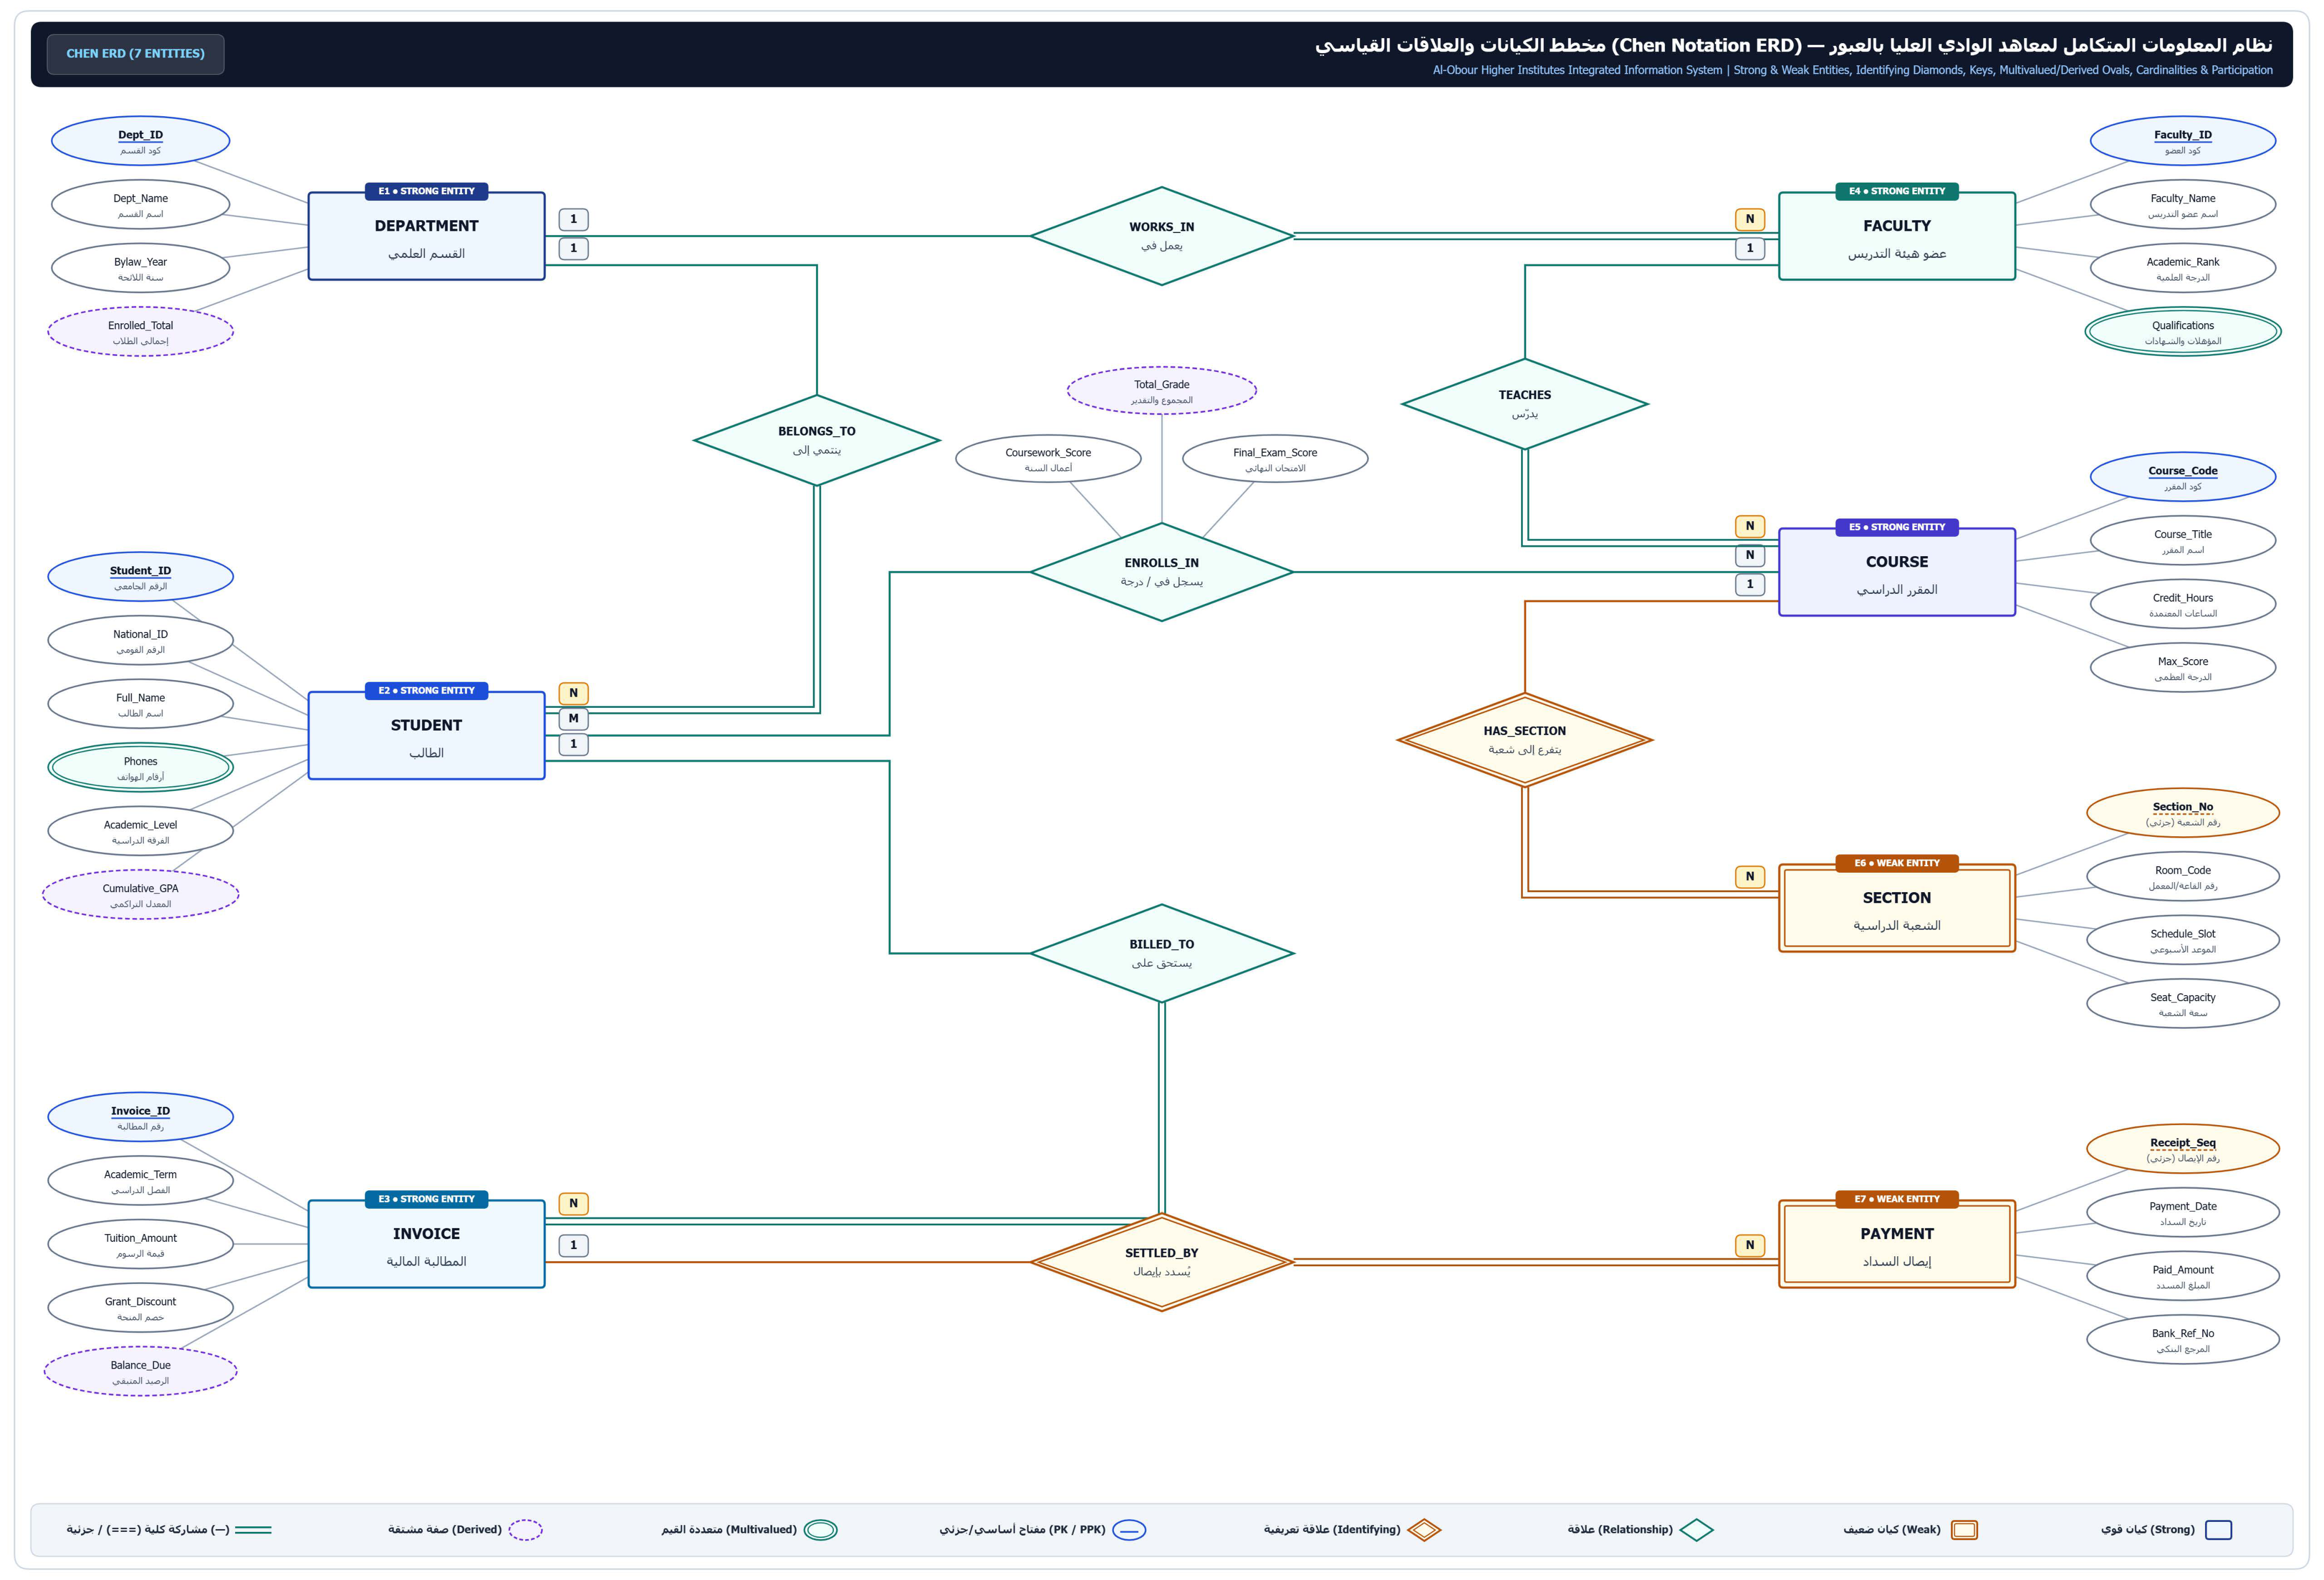 CHEN ERD (7 ENTITIES)
نظام المعلومات المتكامل لمعاهد الوادي العليا بالعبور — (Chen Notation ERD) مخطط الكيانات والعلاقات القياسي
Al-Obour Higher Institutes Integrated Information System | Strong & Weak Entities, Identifying Diamonds, Keys, Multivalued/Derived Ovals, Cardinalities & Participation
Dept_ID
كود القسم
Dept_Name
اسم القسم
Bylaw_Year
سنة اللائحة
Enrolled_Total
إجمالي الطلاب
E1 ● STRONG ENTITY
DEPARTMENT
القسم العلمي
1
1
WORKS_IN
يعمل في
N
1
E4 ● STRONG ENTITY
FACULTY
عضو هيئة التدريس
Faculty_ID
كود العضو
Faculty_Name
اسم عضو التدريس
Academic_Rank
الدرجة العلمية
Qualifications
المؤهلات والشهادات
BELONGS_TO
ينتمي إلى
Total_Grade
المجموع والتقدير
Coursework_Score
أعمال السنة
Final_Exam_Score
الامتحان النهائي
TEACHES
يدرّس
ENROLLS_IN
يسجل في / درجة
N
N
1
E5 ● STRONG ENTITY
COURSE
المقرر الدراسي
Course_Code
كود المقرر
Course_Title
اسم المقرر
Credit_Hours
الساعات المعتمدة
Max_Score
الدرجة العظمى
Student_ID
الرقم الجامعي
National_ID
الرقم القومي
Full_Name
اسم الطالب
Phones
أرقام الهواتف
Academic_Level
الفرقة الدراسية
Cumulative_GPA
المعدل التراكمي
E2 ● STRONG ENTITY
STUDENT
الطالب
N
M
1
HAS_SECTION
يتفرع إلى شعبة
BILLED_TO
يستحق على
N
E6 ● WEAK ENTITY
SECTION
الشعبة الدراسية
Section_No
رقم الشعبة (جزئي)
Room_Code
رقم القاعة/المعمل
Schedule_Slot
الموعد الأسبوعي
Seat_Capacity
سعة الشعبة
Invoice_ID
رقم المطالبة
Academic_Term
الفصل الدراسي
Tuition_Amount
قيمة الرسوم
Grant_Discount
خصم المنحة
Balance_Due
الرصيد المتبقي
E3 ● STRONG ENTITY
INVOICE
المطالبة المالية
N
1
SETTLED_BY
يُسدد بإيصال
N
E7 ● WEAK ENTITY
PAYMENT
إيصال السداد
Receipt_Seq
رقم الإيصال (جزئي)
Payment_Date
تاريخ السداد
Paid_Amount
المبلغ المسدد
Bank_Ref_No
المرجع البنكي
كيان قوي (Strong)
كيان ضعيف (Weak)
علاقة (Relationship)
علاقة تعريفية (Identifying)
مفتاح أساسي/جزئي (PK / PPK)
متعددة القيم (Multivalued)
صفة مشتقة (Derived)
مشاركة كلية (===) / جزئية (—)